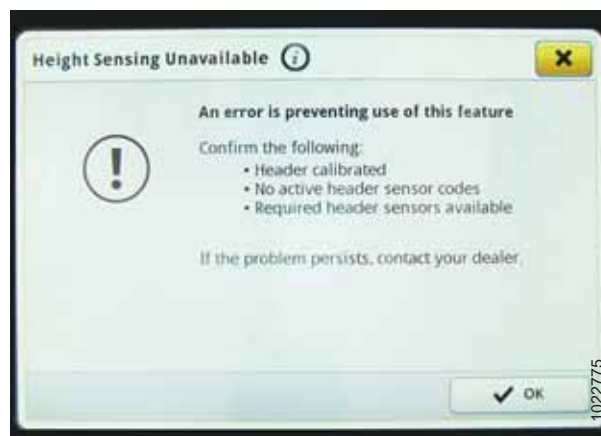 Height Sensing Unavailable
An error is preventing use of this feature
Confirm the following:
• Header calibrated
• No active header sensor codes
• Required header sensors available
If the problem persists, contact your dealer.
OK
1022775